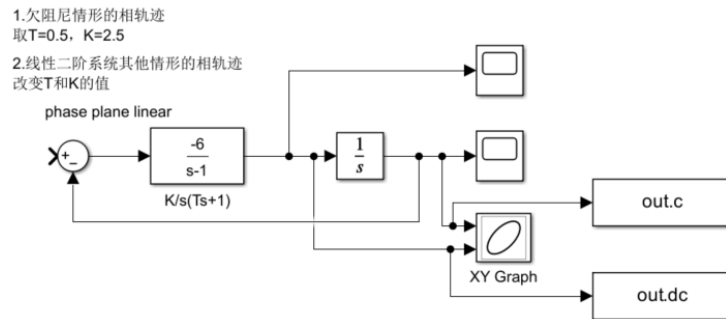 1.欠阻尼情形的相轨迹
取T=0.5，K=2.5
2.线性二阶系统其他情形的相轨迹
改变T和K的值
phase plane linear
+
−
-6
s-1
K/s(Ts+1)
1
s
XY Graph
out.c
out.dc